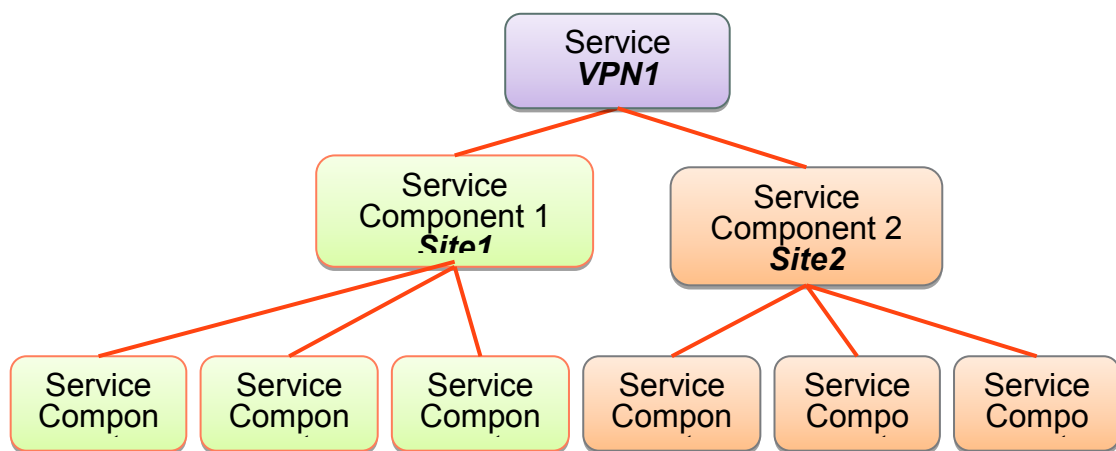 Service
VPN1
Service
Component 1
Site1
Service
Component 2
Site2
Service
Compon
Service
Compon
Service
Compon
Service
Compon
Service
Compo
Service
Compo